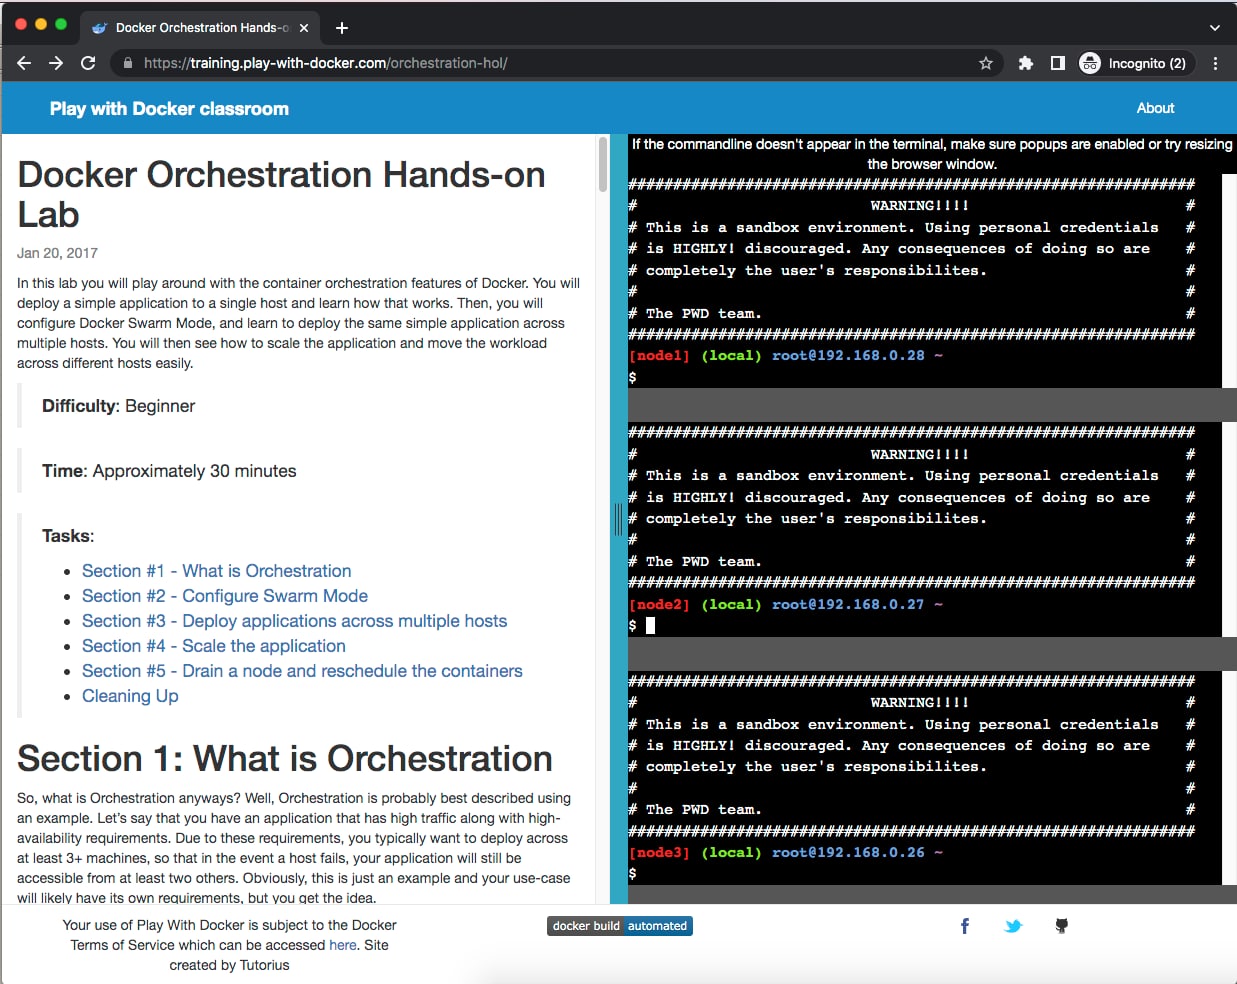 Docker Orchestration Hands-o
https://training.play-with-docker.com/orchestration-hol/
Incognito (2)
Play with Docker classroom
About
Docker Orchestration Hands-on
Lab
Jan 20, 2017
In this lab you will play around with the container orchestration features of Docker. You will
deploy a simple application to a single host and learn how that works. Then, you will
configure Docker Swarm Mode, and learn to deploy the same simple application across
multiple hosts. You will then see how to scale the application and move the workload
across different hosts easily.
Difficulty: Beginner
Time: Approximately 30 minutes
Tasks:
• Section #1 - What is Orchestration
• Section #2 - Configure Swarm Mode
• Section #3 - Deploy applications across multiple hosts
• Section #4 - Scale the application
• Section #5 - Drain a node and reschedule the containers
• Cleaning Up
Section 1: What is Orchestration
So, what is Orchestration anyways? Well, Orchestration is probably best described using
an example. Let's say that you have an application that has high traffic along with high-
availability requirements. Due to these requirements, you typically want to deploy across
at least 3+ machines, so that in the event a host fails, your application will still be
accessible from at least two others. Obviously, this is just an example and your use-case
will likely have its own requirements, but you get the idea.
If the commandline doesn't appear in the terminal, make sure popups are enabled or try resizing
the browser window.
###############################################################
# WARNING!!!! #
# This is a sandbox environment. Using personal credentials #
# is HIGHLY! discouraged. Any consequences of doing so are #
# completely the user's responsibilites. #
# #
# The PWD team. #
###############################################################
[node1] (local) root@192.168.0.28 ~
$
###############################################################
# WARNING!!!! #
# This is a sandbox environment. Using personal credentials #
# is HIGHLY! discouraged. Any consequences of doing so are #
# completely the user's responsibilites. #
# #
# The PWD team. #
###############################################################
[node2] (local) root@192.168.0.27 ~
$
###############################################################
# WARNING!!!! #
# This is a sandbox environment. Using personal credentials #
# is HIGHLY! discouraged. Any consequences of doing so are #
# completely the user's responsibilites. #
# #
# The PWD team. #
###############################################################
[node3] (local) root@192.168.0.26 ~
$
Your use of Play With Docker is subject to the Docker
Terms of Service which can be accessed here. Site
created by Tutorius
docker build automated